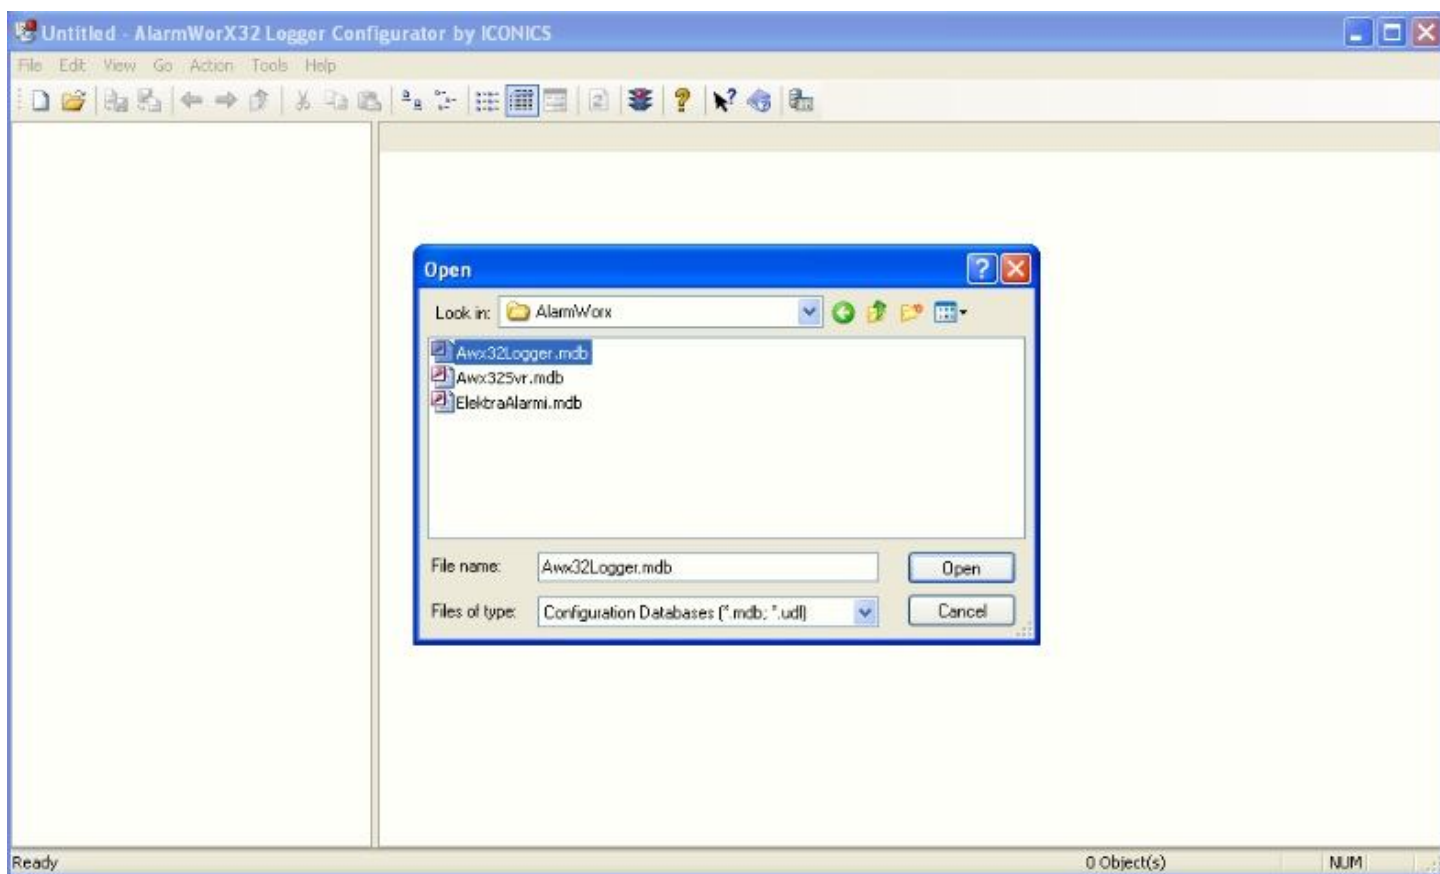 Untitled - AlarmWorX32 Logger Configurator by ICONICS
File Edit View Go Action Tools Help
Open
Look in: AlarmWorx
Awx32Logger.mdb
Awx32Svr.mdb
ElektraAlarmi.mdb
File name: Awx32Logger.mdb Open
Files of type: Configuration Databases (*.mdb; *.udl) Cancel
Ready 0 Object(s) NUM